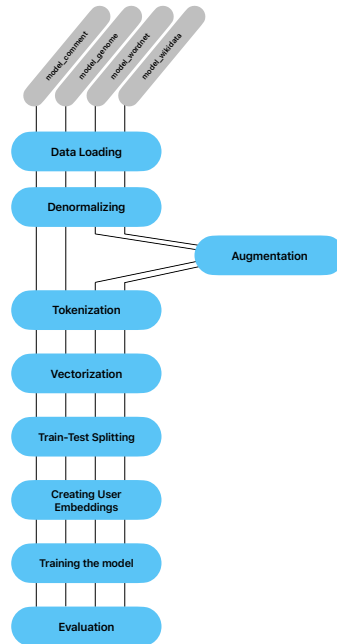 model_comment
model_genome
model_wordnet
model_wikidata
Data Loading
Denormalizing
Augmentation
Tokenization
Vectorization
Train-Test Splitting
Creating User
Embeddings
Training the model
Evaluation